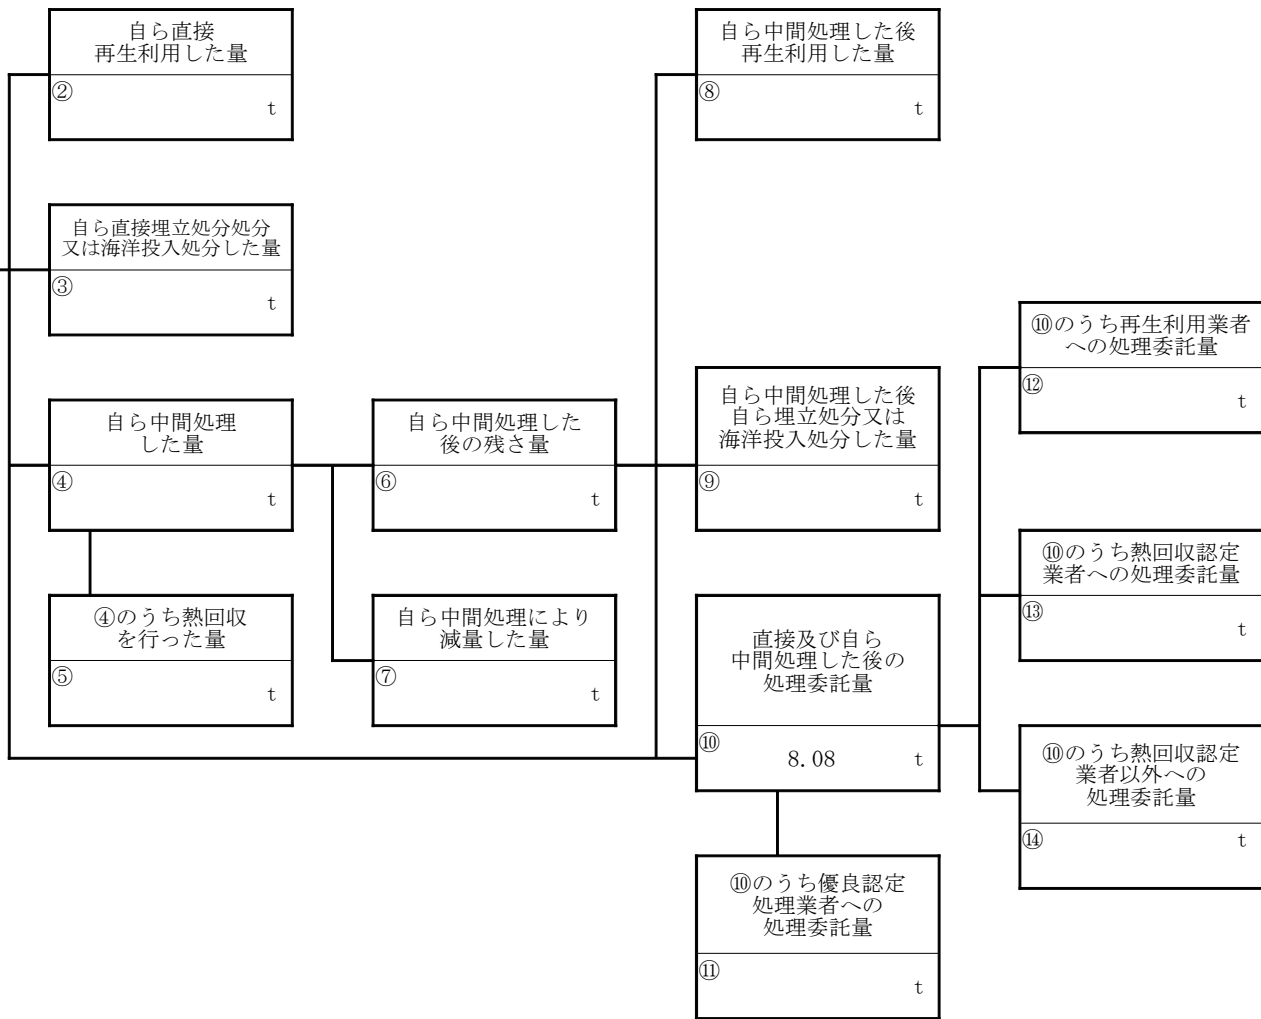 自ら直接
再生利用した量
②
t
自ら中間処理した後
再生利用した量
⑧
t
自ら直接埋立処分処分
又は海洋投入処分した量
③
t
⑩のうち再生利用業者
への処理委託量
⑫
t
自ら中間処理
した量
④
t
自ら中間処理した
後の残さ量
⑥
t
自ら中間処理した後
自ら埋立処分又は
海洋投入処分した量
⑨
t
⑩のうち熱回収認定
業者への処理委託量
⑬
t
④のうち熱回収
を行った量
⑤
t
自ら中間処理により
減量した量
⑦
t
直接及び自ら
中間処理した後の
処理委託量
⑩
8.08 t
⑩のうち熱回収認定
業者以外への
処理委託量
⑭
t
⑩のうち優良認定
処理業者への
処理委託量
⑪
t